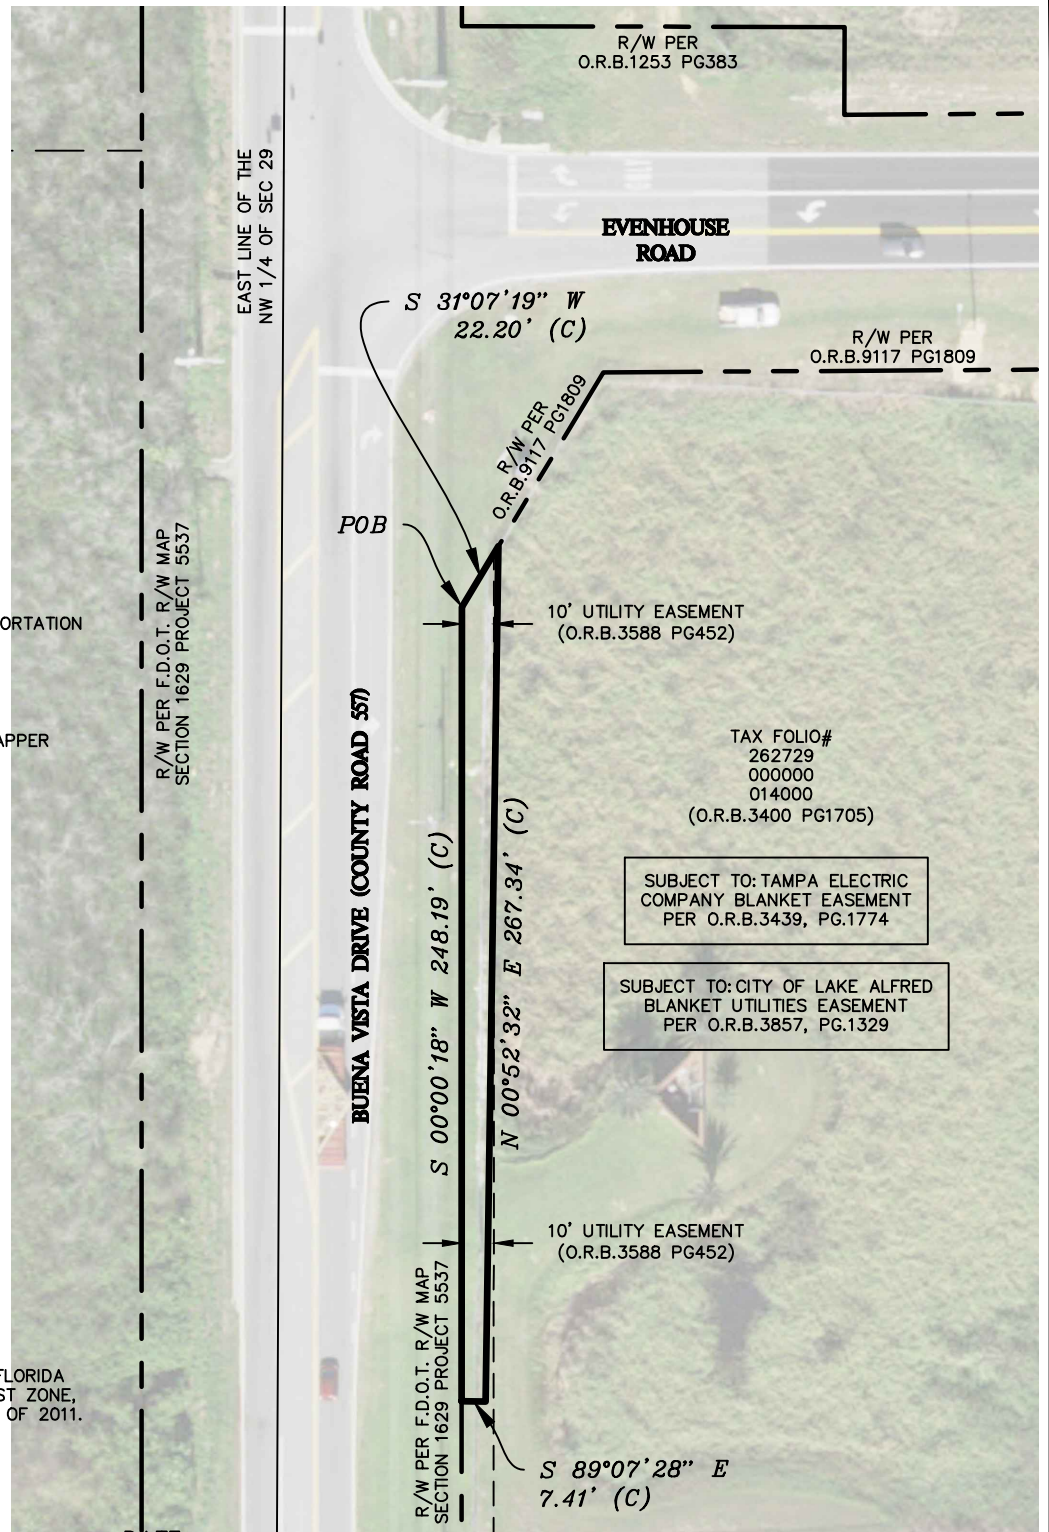 R/W PER
O.R.B.1253 PG383
EAST LINE OF THE
NW 1/4 OF SEC 29
EVENHOUSE
ROAD
S 31°07'19" W
22.20' (C)
R/W PER
O.R.B.9117 PG1809
R/W PER
O.R.B.9117 PG1809
POB
R/W PER F.D.O.T. R/W MAP
SECTION 1629 PROJECT 5537
ORTATION
10' UTILITY EASEMENT
(O.R.B.3588 PG452)
APPER
BUENA VISTA DRIVE (COUNTY ROAD 557)
TAX FOLIO#
262729
000000
014000
(O.R.B.3400 PG1705)
S 00°00'18" W 248.19' (C)
N 00°52'32" E 267.34' (C)
SUBJECT TO: TAMPA ELECTRIC
COMPANY BLANKET EASEMENT
PER O.R.B.3439, PG.1774
SUBJECT TO: CITY OF LAKE ALFRED
BLANKET UTILITIES EASEMENT
PER O.R.B.3857, PG.1329
10' UTILITY EASEMENT
(O.R.B.3588 PG452)
R/W PER F.D.O.T. R/W MAP
SECTION 1629 PROJECT 5537
FLORIDA
ST ZONE,
OF 2011.
S 89°07'28" E
7.41' (C)